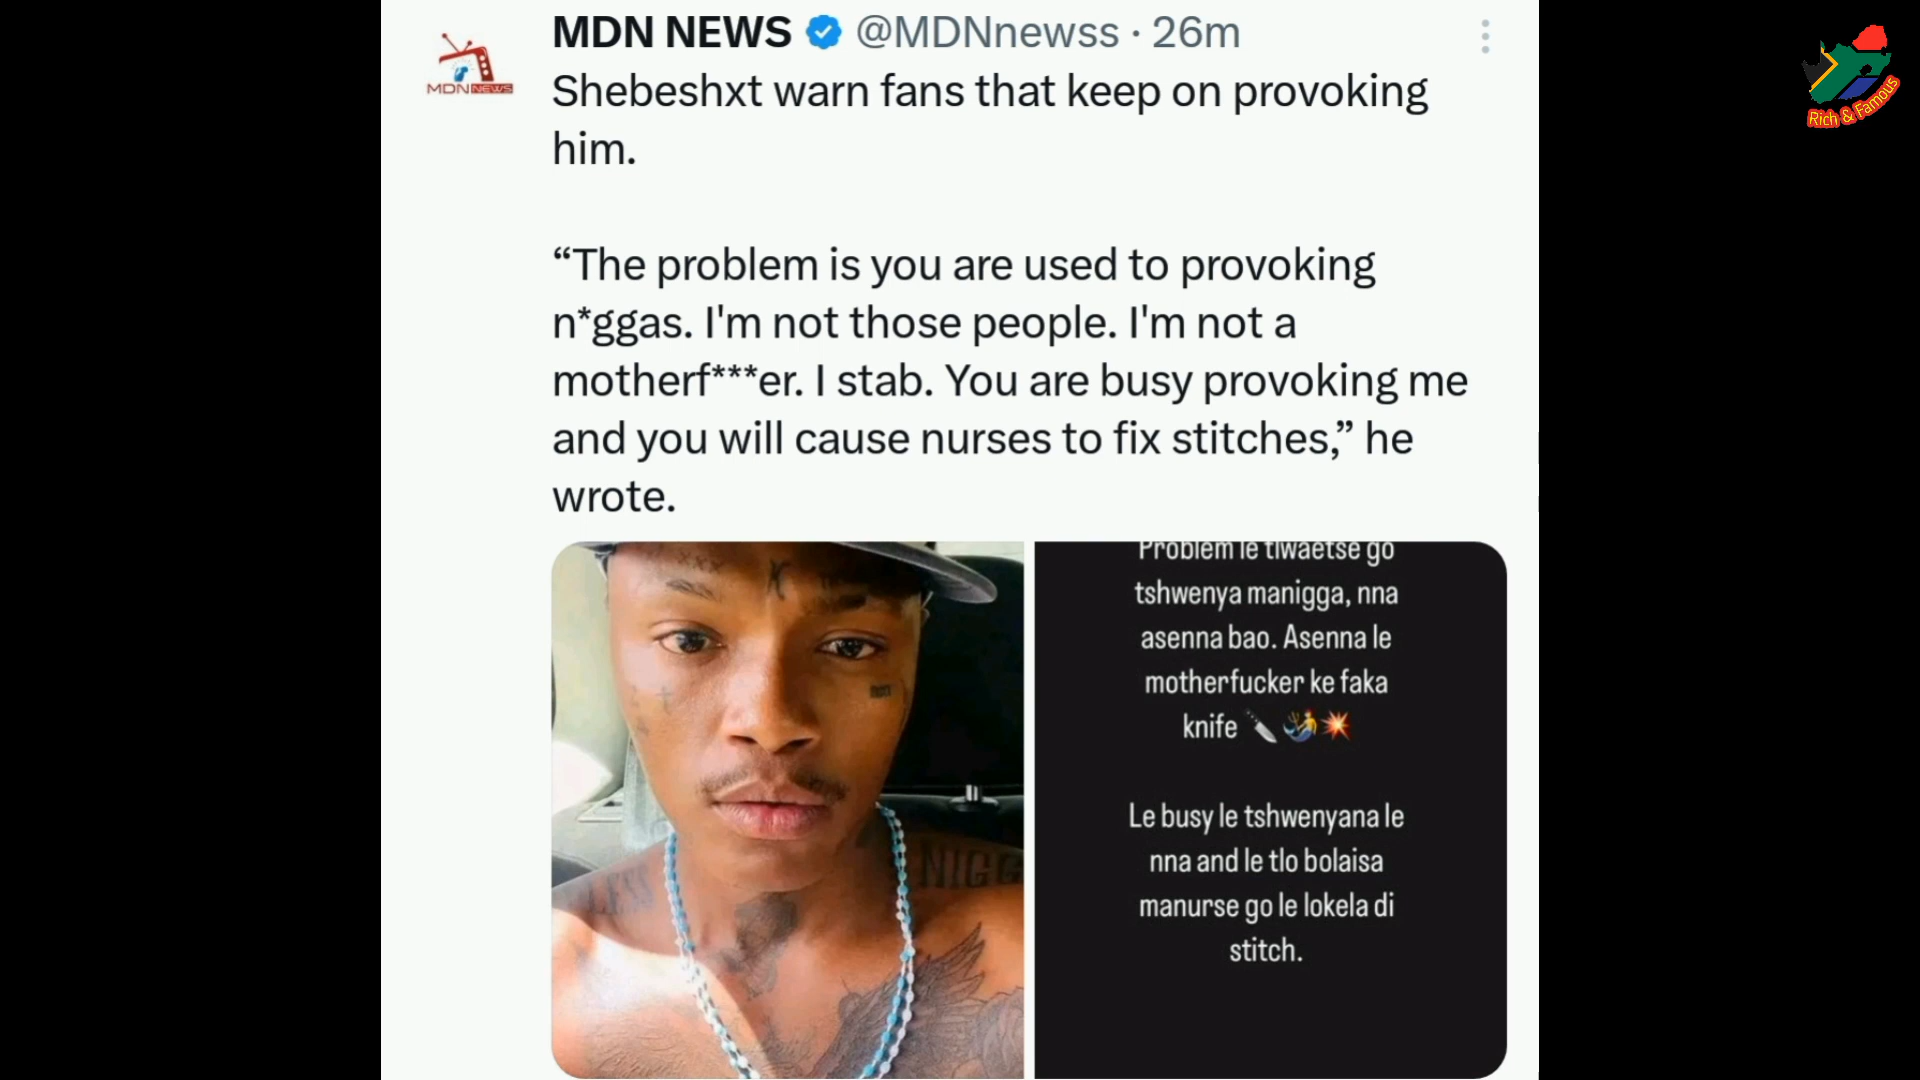 MDN NEWS @MDNnewss · 26m
MDN NEWS
Shebeshxt warn fans that keep on provoking
him.
“The problem is you are used to provoking
n*ggas. I'm not those people. I'm not a
motherf***er. I stab. You are busy provoking me
and you will cause nurses to fix stitches,” he
wrote.
NIGG
Problem le tlwaetse go
tshwenya manigga, nna
asenna bao. Asenna le
motherfucker ke faka
knife 🔪🧜💥
Le busy le tshwenyana le
nna and le tlo bolaisa
manurse go le lokela di
stitch.
Rich & Famous